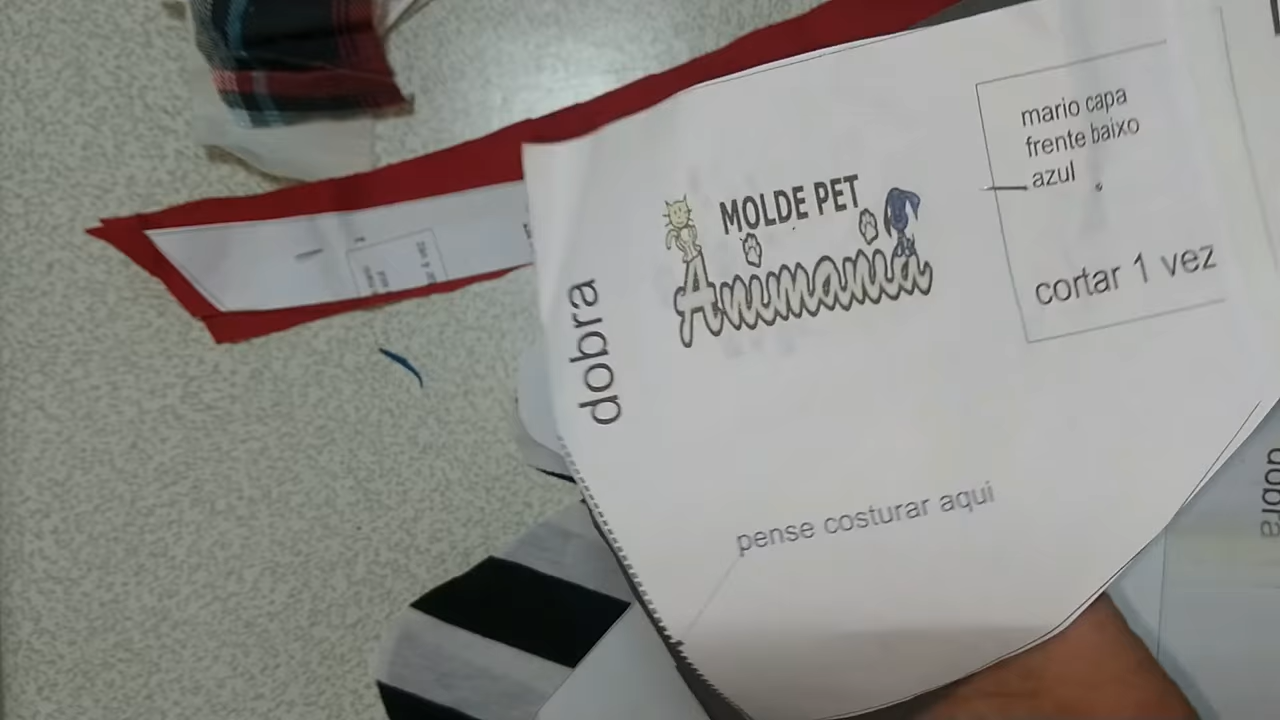 mario capa
frente baixo
azul
cortar 1 vez
MOLDE PET
Animania
dobra
pense costurar aqui